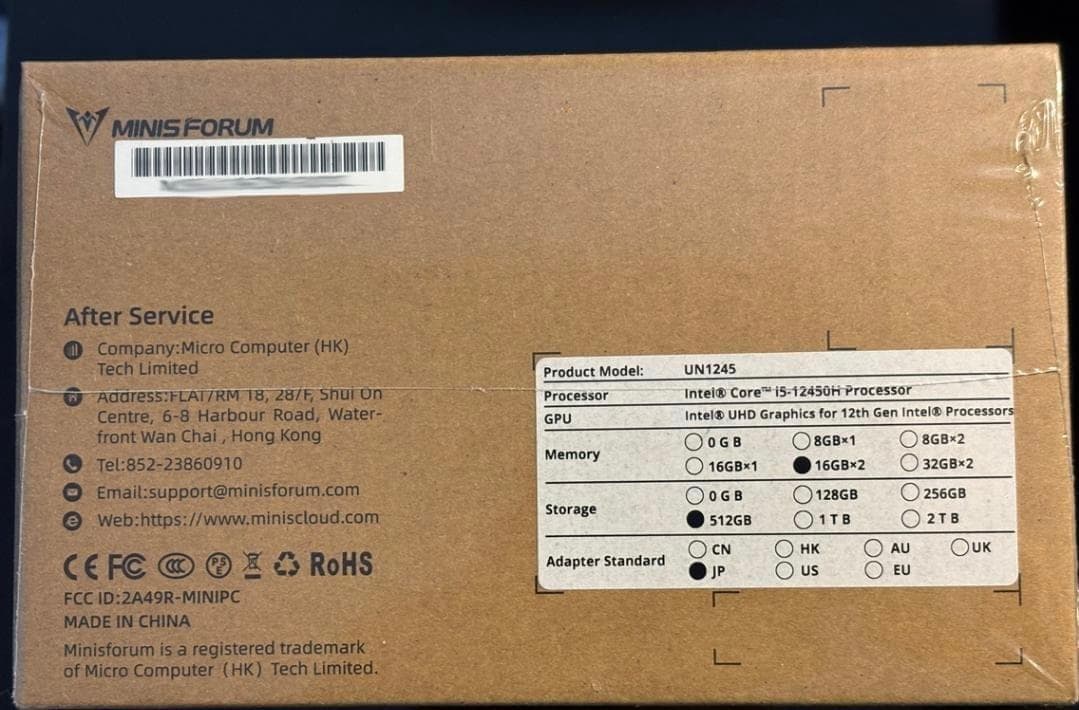 MINISFORUM
After Service
Company:Micro Computer (HK)
Tech Limited
Address:FLAT/RM 18, 28/F, Shui On
Centre, 6-8 Harbour Road, Water-
front Wan Chai , Hong Kong
Tel:852-23860910
Email:support@minisforum.com
Web:https://www.miniscloud.com
CE FC CCC PSE RoHS
FCC ID:2A49R-MINIPC
MADE IN CHINA
Minisforum is a registered trademark
of Micro Computer (HK) Tech Limited.
Product Model: UN1245
Processor Intel® Core™ i5-12450H Processor
GPU Intel® UHD Graphics for 12th Gen Intel® Processors
Memory
0 G B 8GB×1 8GB×2
16GB×1 16GB×2 32GB×2
Storage
0 G B 128GB 256GB
512GB 1 T B 2 T B
Adapter Standard
CN HK AU UK
JP US EU